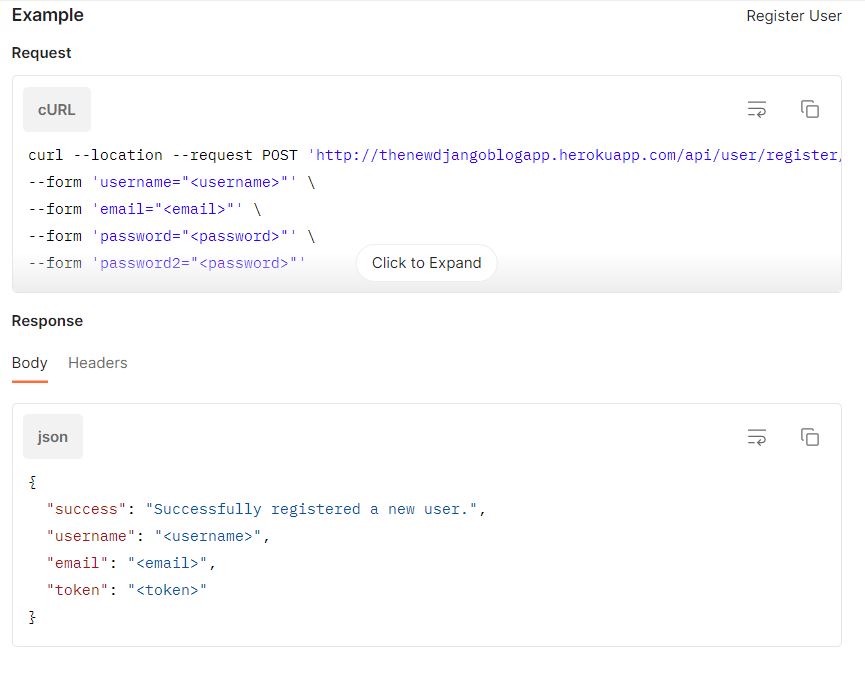 Example
Register User
Request
cURL
curl --location --request POST 'http://thenewdjangoblogapp.herokuapp.com/api/user/register/
--form 'username="<username>"' \
--form 'email="<email>"' \
--form 'password="<password>"' \
--form 'password2="<password>"'
Click to Expand
Response
Body Headers
json
{
"success": "Successfully registered a new user.",
"username": "<username>",
"email": "<email>",
"token": "<token>"
}